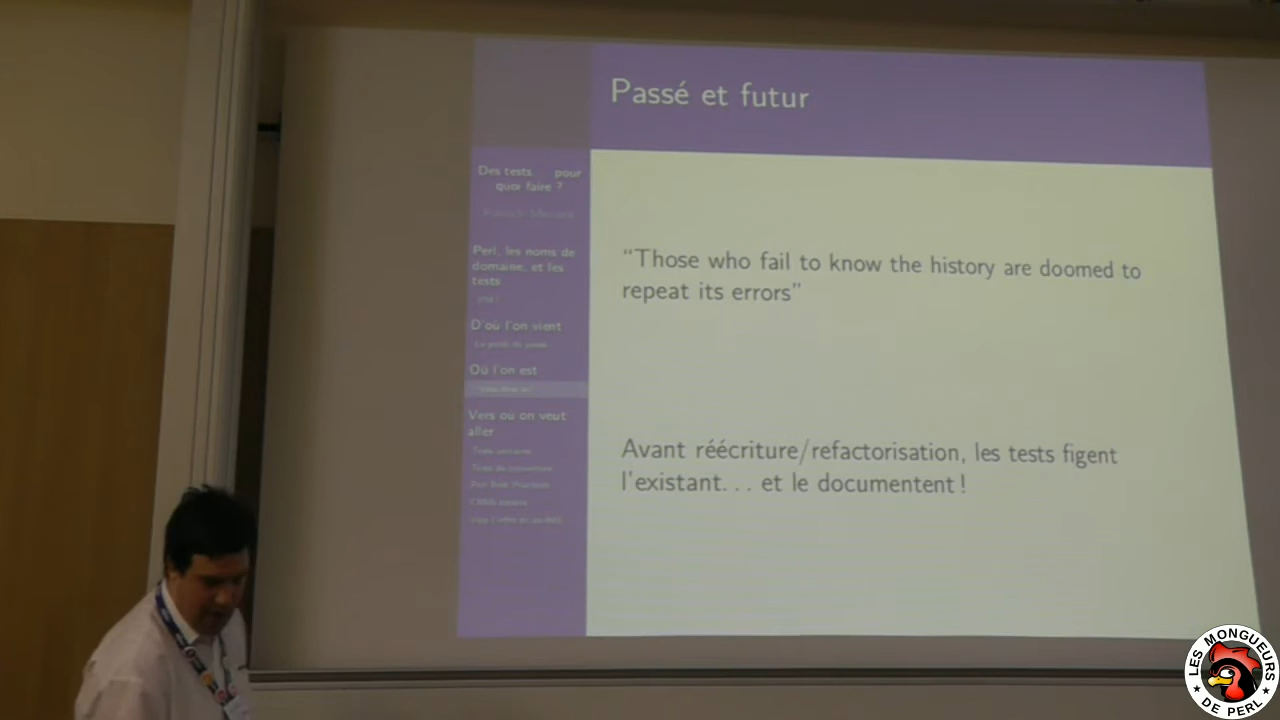 Passé et futur
Des tests... pour
quoi faire ?
Perl, les noms de
domaine, et les
tests
D'où l'on vient
Où l'on est
Vers où on veut
aller
“Those who fail to know the history are doomed to
repeat its errors”
Avant réécriture/refactorisation, les tests figent
l'existant... et le documentent !
LES MONGUEURS
DE PERL